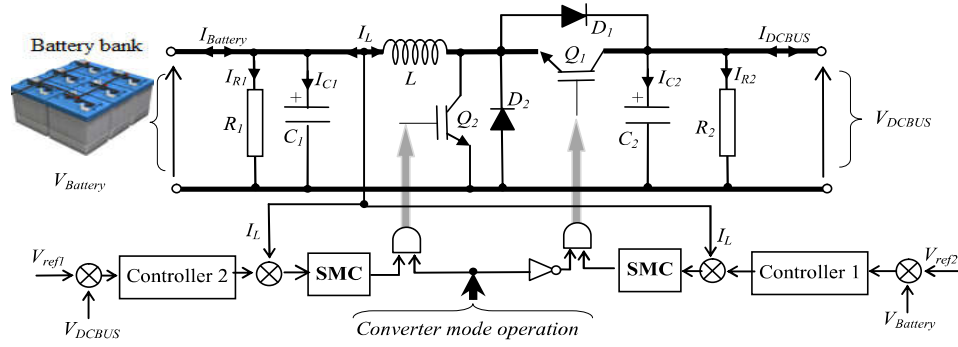 Battery bank
I_Battery
I_L
L
D_1
Q_1
I_DCBUS
I_R1
I_C1
+
R_1
C_1
Q_2
D_2
+
I_C2
I_R2
C_2
R_2
V_DCBUS
V_Battery
V_ref1
Controller 2
I_L
SMC
V_DCBUS
Converter mode operation
SMC
I_L
Controller 1
V_ref2
V_Battery